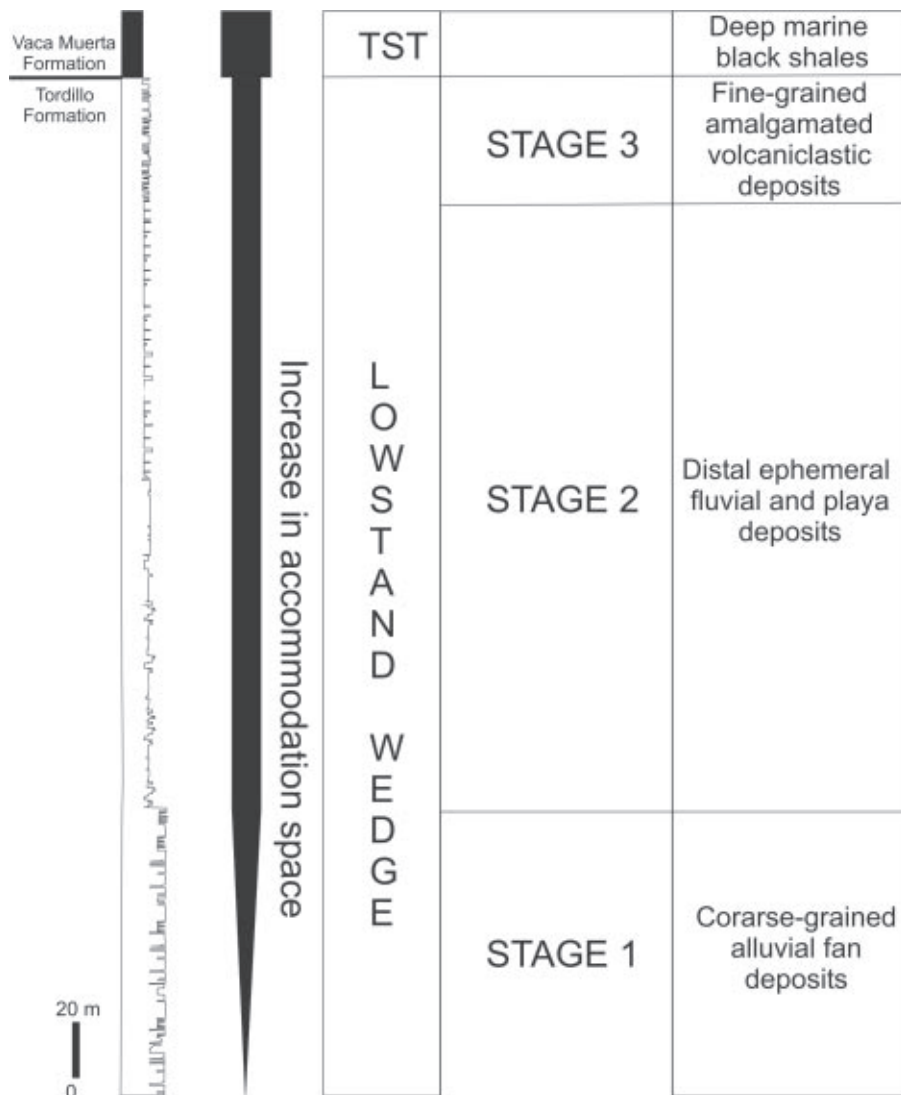 Vaca Muerta
Formation
Tordillo
Formation
20 m
0
Increase in accommodation space
TST
LOWSTAND WEDGE
STAGE 3
STAGE 2
STAGE 1
Deep marine
black shales
Fine-grained
amalgamated
volcaniclastic
deposits
Distal ephemeral
fluvial and playa
deposits
Corarse-grained
alluvial fan
deposits